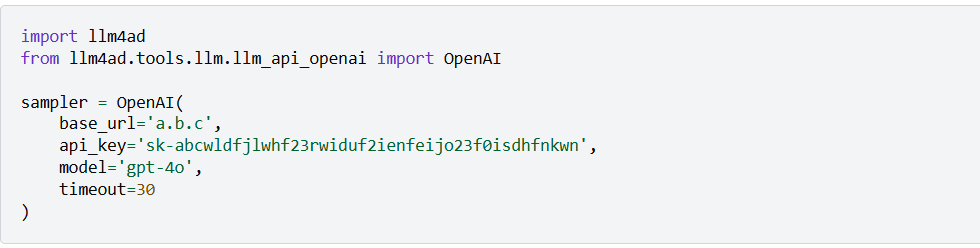 import llm4ad
from llm4ad.tools.llm.llm_api_openai import OpenAI
sampler = OpenAI(
    base_url='a.b.c',
    api_key='sk-abcwldfjlwhf23rwiduf2ienfeijo23f0isdhfnkwn',
    model='gpt-4o',
    timeout=30
)